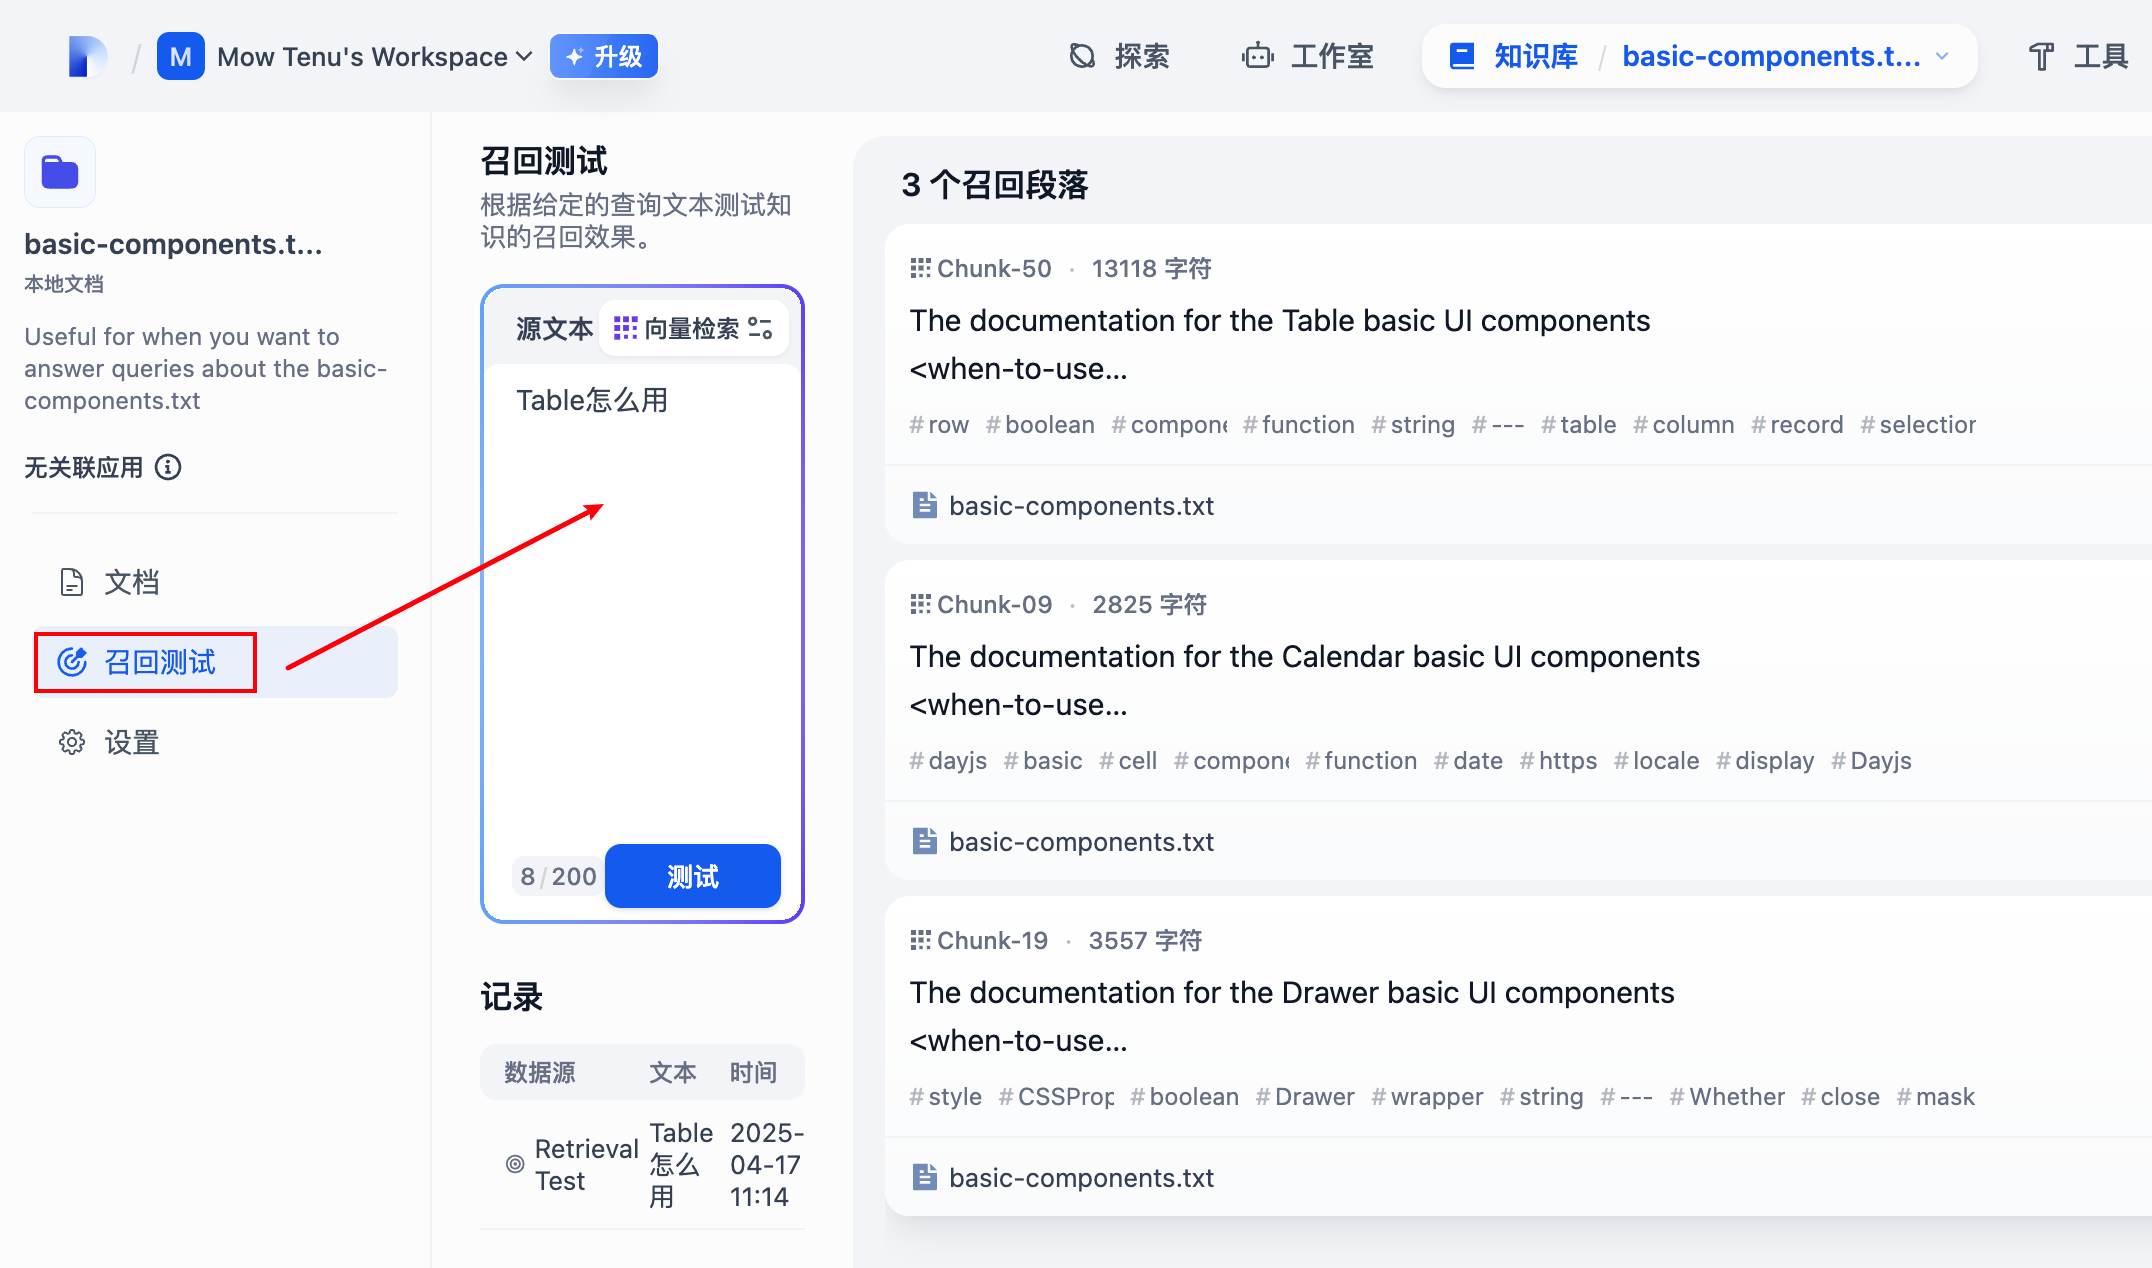 / M Mow Tenu's Workspace 升级 探索 工作室 知识库 / basic-components.t... 工具
basic-components.t...
本地文档
Useful for when you want to
answer queries about the basic-
components.txt
无关联应用
文档
召回测试
设置
召回测试
根据给定的查询文本测试知
识的召回效果。
源文本 向量检索
Table怎么用
8/200 测试
记录
数据源 文本 时间
Retrieval
Test
Table
怎么
用
2025-
04-17
11:14
3 个召回段落
Chunk-50 · 13118 字符
The documentation for the Table basic UI components
<when-to-use...
# row # boolean # compone # function # string # --- # table # column # record # selection
basic-components.txt
Chunk-09 · 2825 字符
The documentation for the Calendar basic UI components
<when-to-use...
# dayjs # basic # cell # compone # function # date # https # locale # display # Dayjs
basic-components.txt
Chunk-19 · 3557 字符
The documentation for the Drawer basic UI components
<when-to-use...
# style # CSSProp # boolean # Drawer # wrapper # string # --- # Whether # close # mask
basic-components.txt